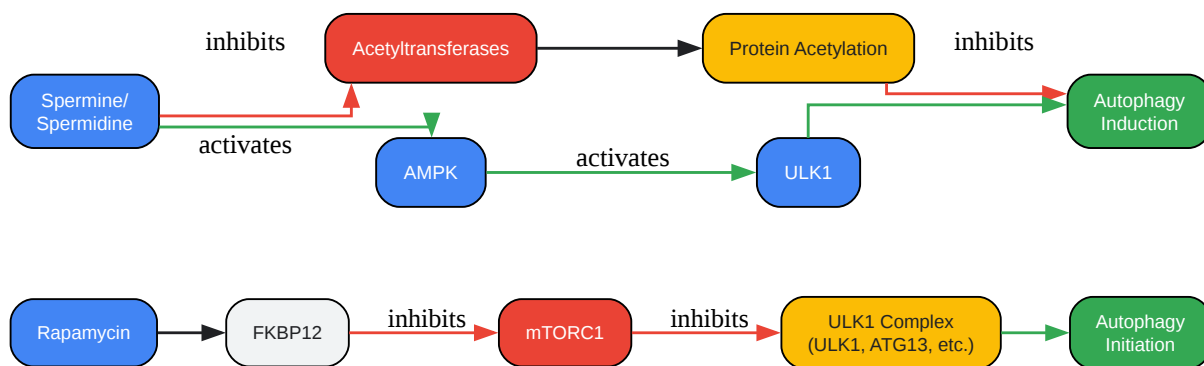 inhibits
Acetyltransferases
Protein Acetylation
inhibits
Spermine/
Spermidine
activates
AMPK
activates
ULK1
Autophagy
Induction
Rapamycin
FKBP12
inhibits
mTORC1
inhibits
ULK1 Complex
(ULK1, ATG13, etc.)
Autophagy
Initiation